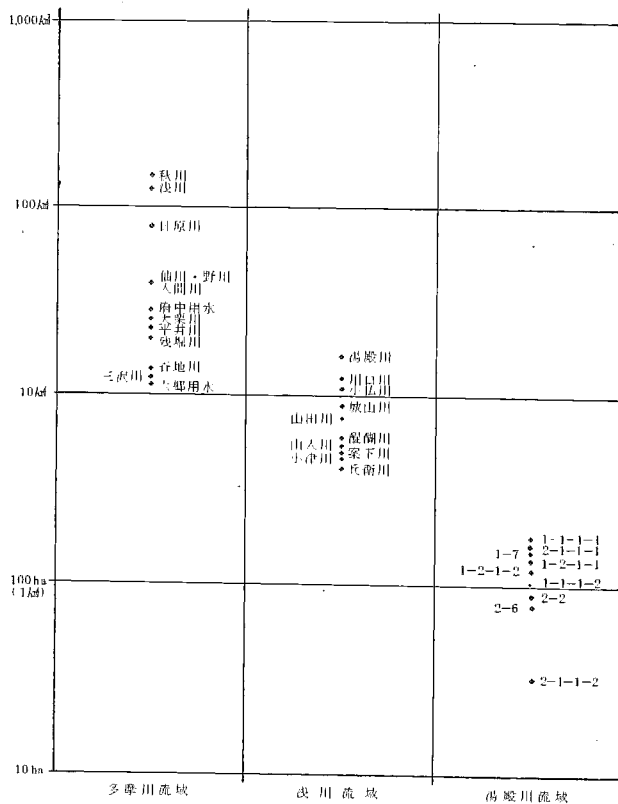 1,000㎢
秋川
浅川
100㎢
日原川
仙川・野川
入間川
府中用水
大栗川
平井川
残堀川
谷地川
三沢川
湯殿川
川口川
小仏川
10㎢
城山川
山田川
醍醐川
山入川
案下川
小津川
兵衛川
1-1-1-1
2-1-1-1
1-7
1-2-1-1
1-2-1-2
100ha
(1㎢)
1-1-1-2
2-2
2-6
2-1-1-2
10ha
多摩川流域
浅川流域
湯殿川流域